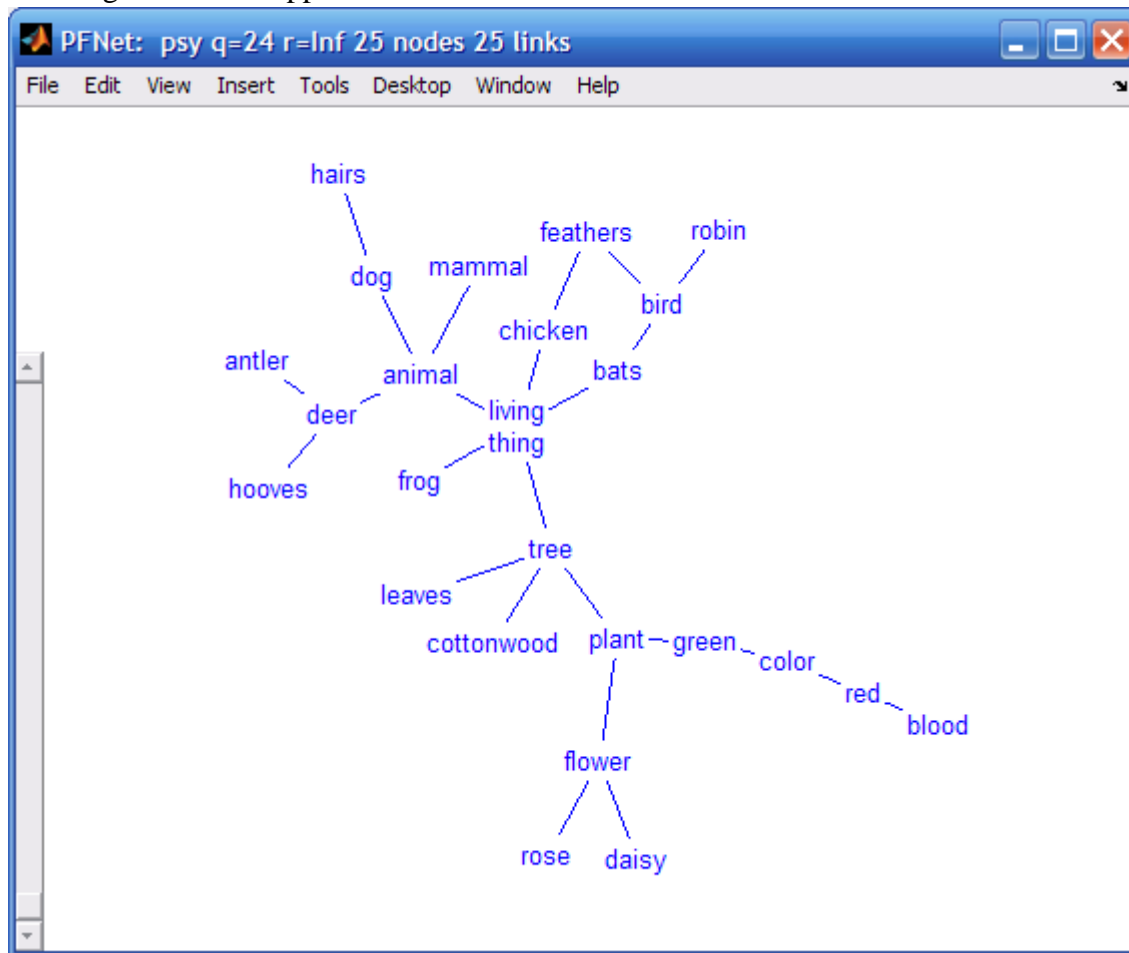 PFNet: psy q=24 r=Inf 25 nodes 25 links
File Edit View Insert Tools Desktop Window Help
hairs
feathers
robin
mammal
dog
bird
chicken
antler
animal
bats
deer
living
thing
frog
hooves
tree
leaves
cottonwood
plant
green
color
red
blood
flower
rose
daisy